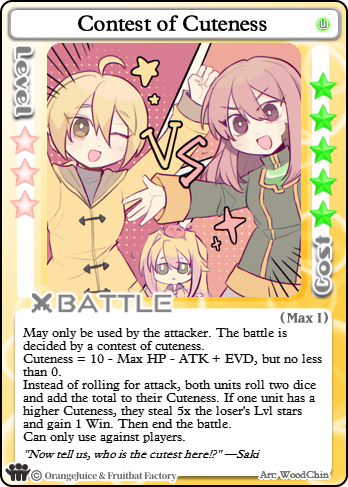 Contest of Cuteness
U
Level
VS
Cost
BATTLE
(Max 1)
May only be used by the attacker. The battle is
decided by a contest of cuteness.
Cuteness = 10 - Max HP - ATK + EVD, but no less
than 0.
Instead of rolling for attack, both units roll two dice
and add the total to their Cuteness. If one unit has a
higher Cuteness, they steal 5x the loser's Lvl stars
and gain 1 Win. Then end the battle.
Can only use against players.
"Now tell us, who is the cutest here!?" —Saki
© OrangeJuice & Fruitbat Factory
Art: WoodChin